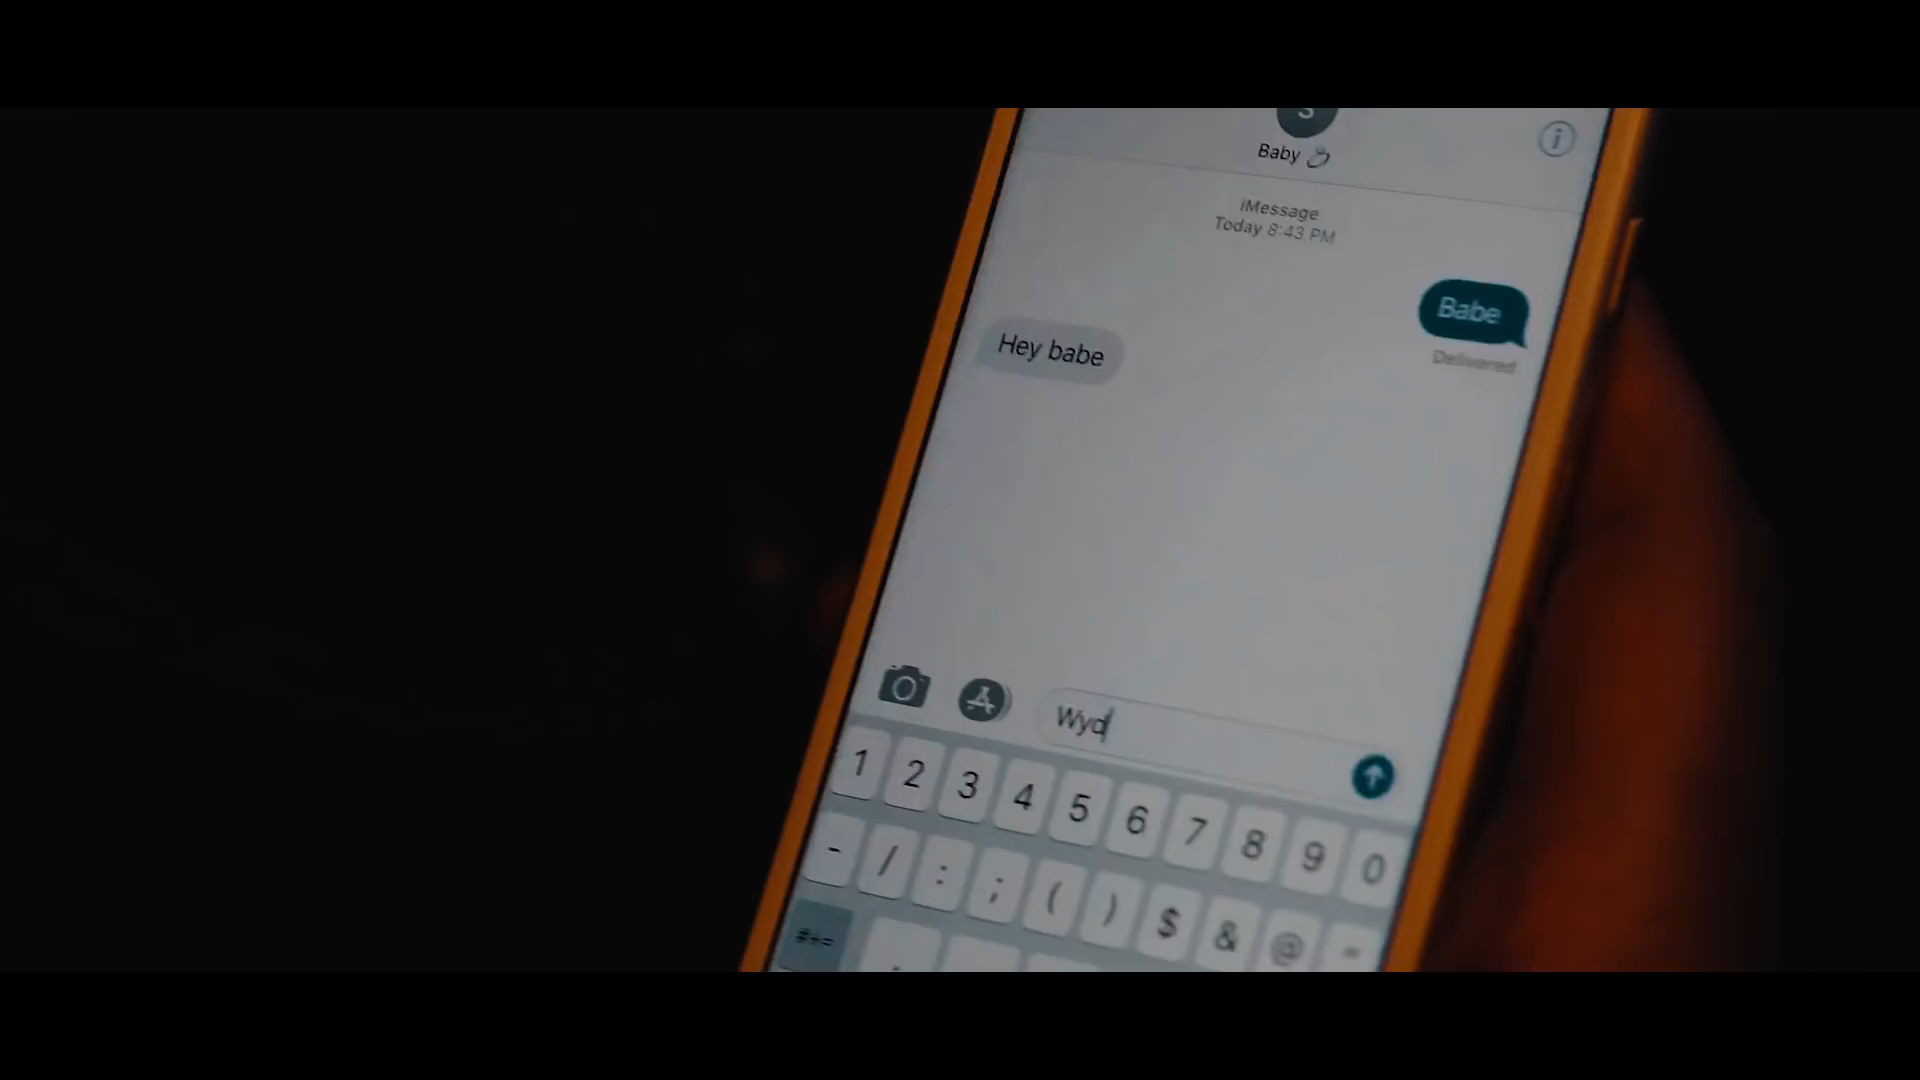 S
Baby
iMessage
Today 8:43 PM
Babe
Delivered
Hey babe
Wyd
1 2 3 4 5 6 7 8 9 0
- / : ; ( ) $ & @
#+=